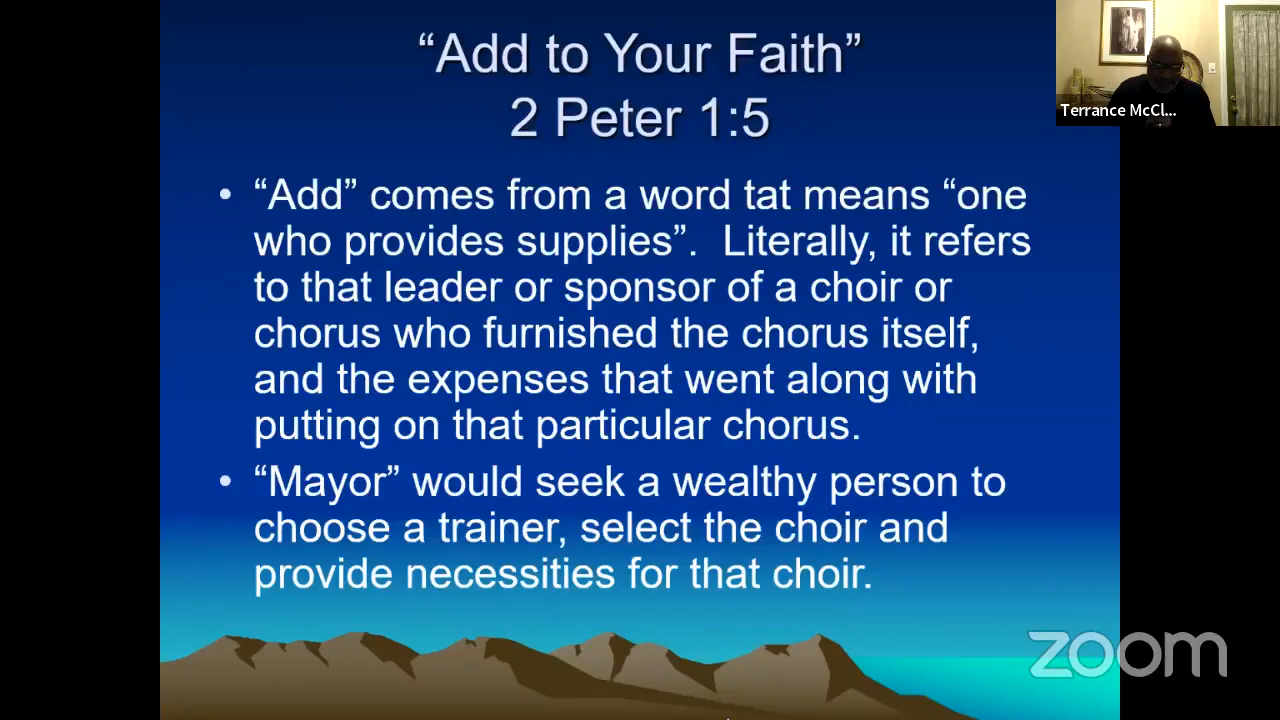 “Add to Your Faith”
2 Peter 1:5
• “Add” comes from a word tat means “one
who provides supplies”.  Literally, it refers
to that leader or sponsor of a choir or
chorus who furnished the chorus itself,
and the expenses that went along with
putting on that particular chorus.
• “Mayor” would seek a wealthy person to
choose a trainer, select the choir and
provide necessities for that choir.
Terrance McCl...
zoom